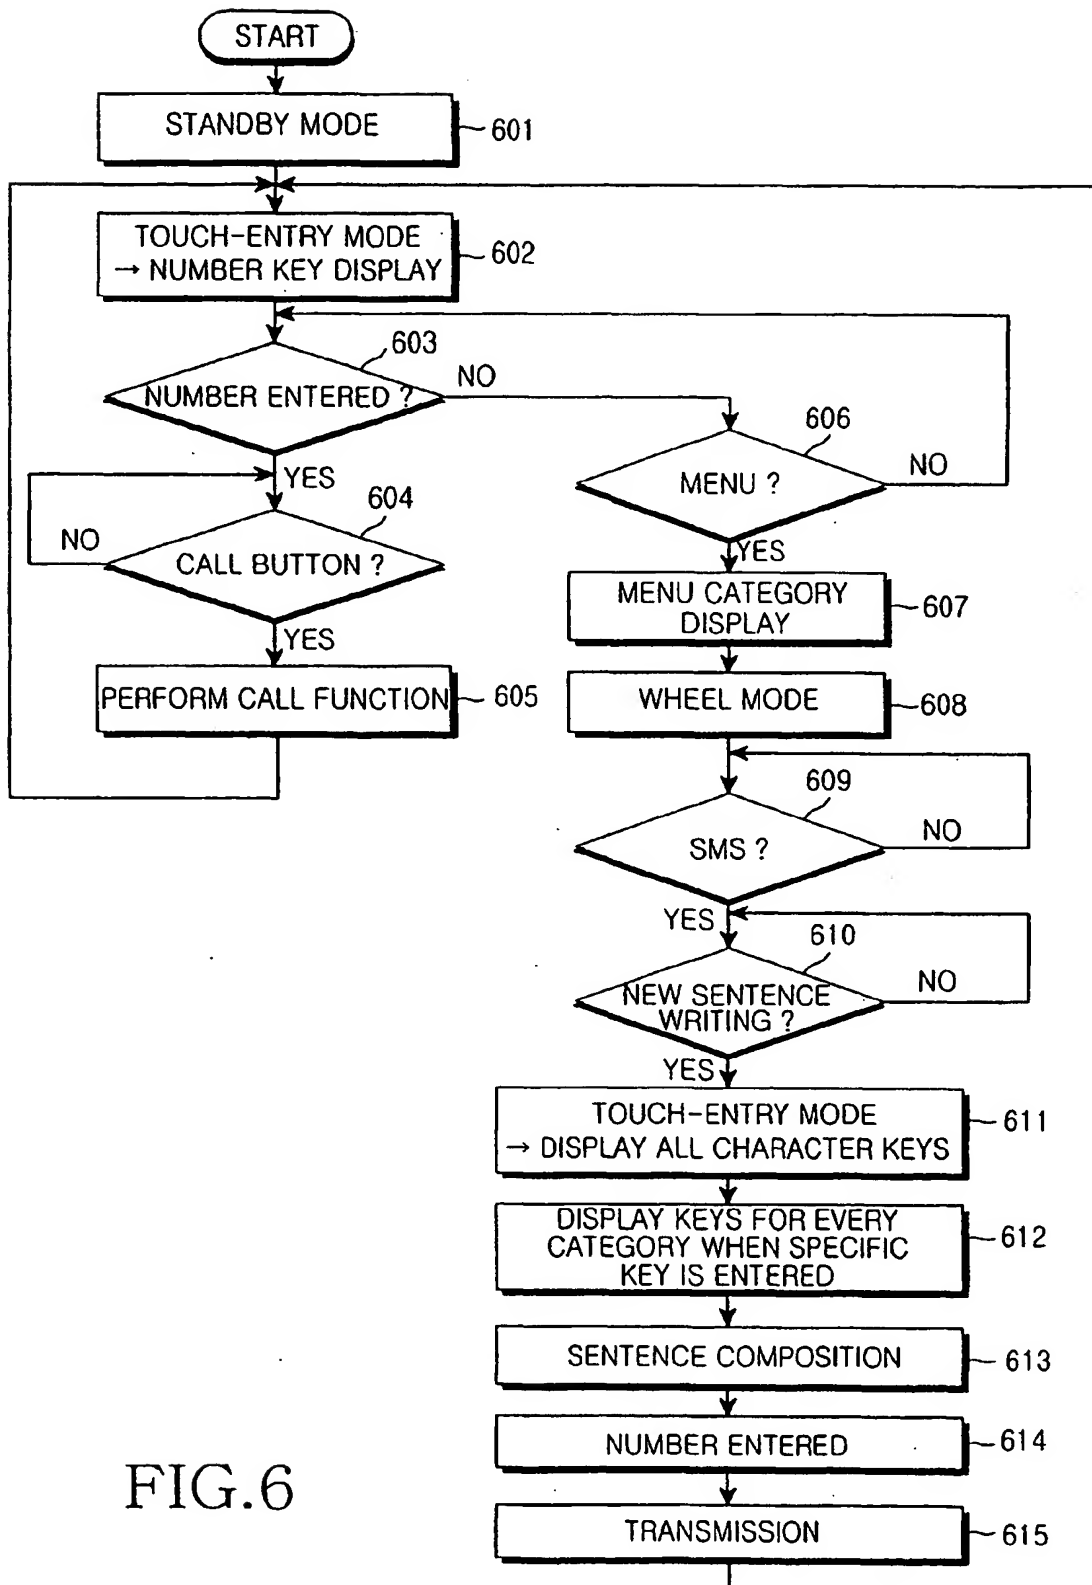 START
STANDBY MODE
601
TOUCH-ENTRY MODE
→ NUMBER KEY DISPLAY
602
603
NUMBER ENTERED ?
NO
YES
606
MENU ?
NO
YES
604
CALL BUTTON ?
NO
YES
MENU CATEGORY
DISPLAY
607
PERFORM CALL FUNCTION
605
WHEEL MODE
608
609
SMS ?
NO
YES
610
NEW SENTENCE
WRITING ?
NO
YES
TOUCH-ENTRY MODE
→ DISPLAY ALL CHARACTER KEYS
611
DISPLAY KEYS FOR EVERY
CATEGORY WHEN SPECIFIC
KEY IS ENTERED
612
SENTENCE COMPOSITION
613
NUMBER ENTERED
614
TRANSMISSION
615
FIG.6